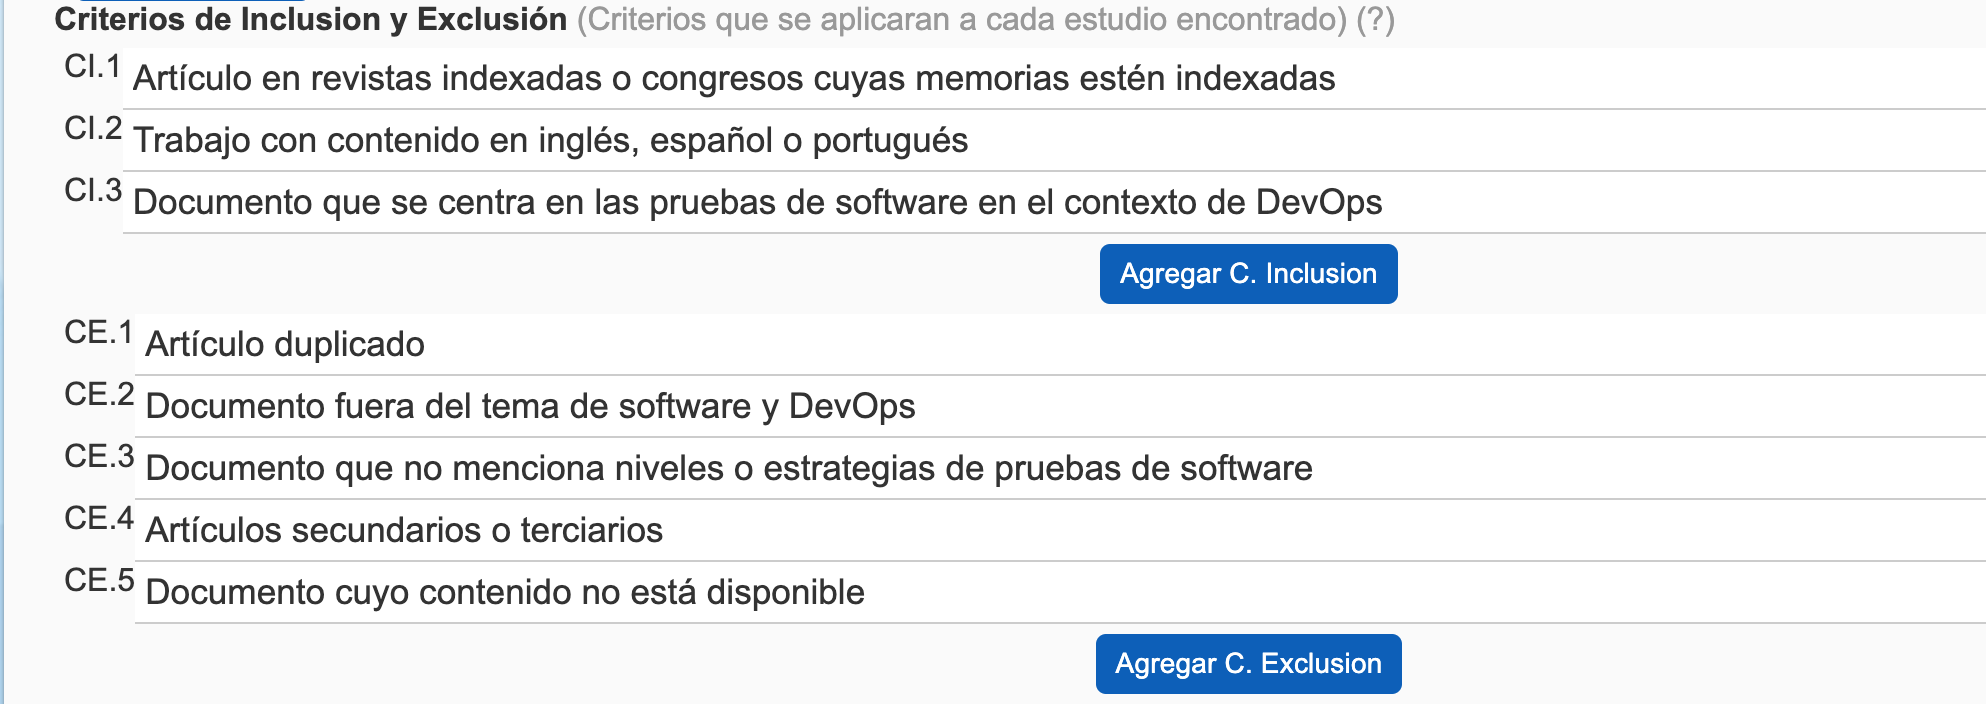 Criterios de Inclusion y Exclusión (Criterios que se aplicaran a cada estudio encontrado) (?)
CI.1 Artículo en revistas indexadas o congresos cuyas memorias estén indexadas
CI.2 Trabajo con contenido en inglés, español o portugués
CI.3 Documento que se centra en las pruebas de software en el contexto de DevOps
Agregar C. Inclusion
CE.1 Artículo duplicado
CE.2 Documento fuera del tema de software y DevOps
CE.3 Documento que no menciona niveles o estrategias de pruebas de software
CE.4 Artículos secundarios o terciarios
CE.5 Documento cuyo contenido no está disponible
Agregar C. Exclusion